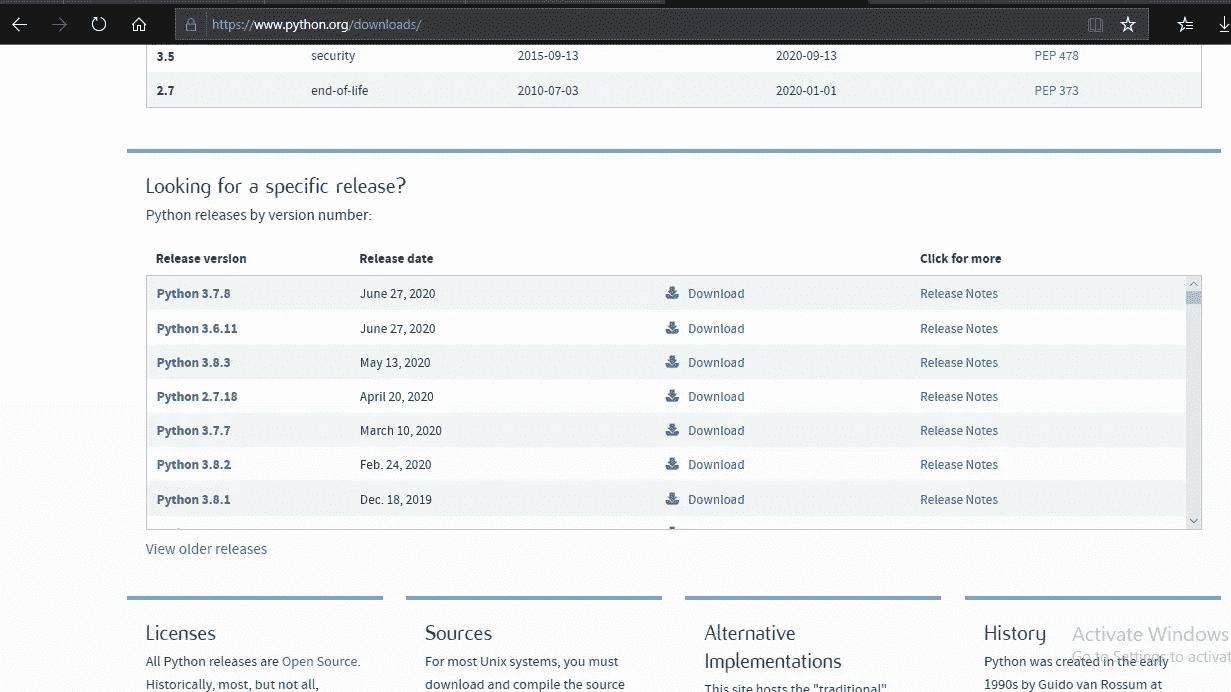 https://www.python.org/downloads/
3.5 security 2015-09-13 2020-09-13 PEP 478
2.7 end-of-life 2010-07-03 2020-01-01 PEP 373
Looking for a specific release?
Python releases by version number:
Release version Release date Click for more
Python 3.7.8 June 27, 2020 Download Release Notes
Python 3.6.11 June 27, 2020 Download Release Notes
Python 3.8.3 May 13, 2020 Download Release Notes
Python 2.7.18 April 20, 2020 Download Release Notes
Python 3.7.7 March 10, 2020 Download Release Notes
Python 3.8.2 Feb. 24, 2020 Download Release Notes
Python 3.8.1 Dec. 18, 2019 Download Release Notes
View older releases
Licenses
All Python releases are Open Source.
Historically, most, but not all,
Sources
For most Unix systems, you must
download and compile the source
Alternative
Implementations
This site hosts the "traditional"
History
Python was created in the early
1990s by Guido van Rossum at
Activate Windows
Go to Settings to activat